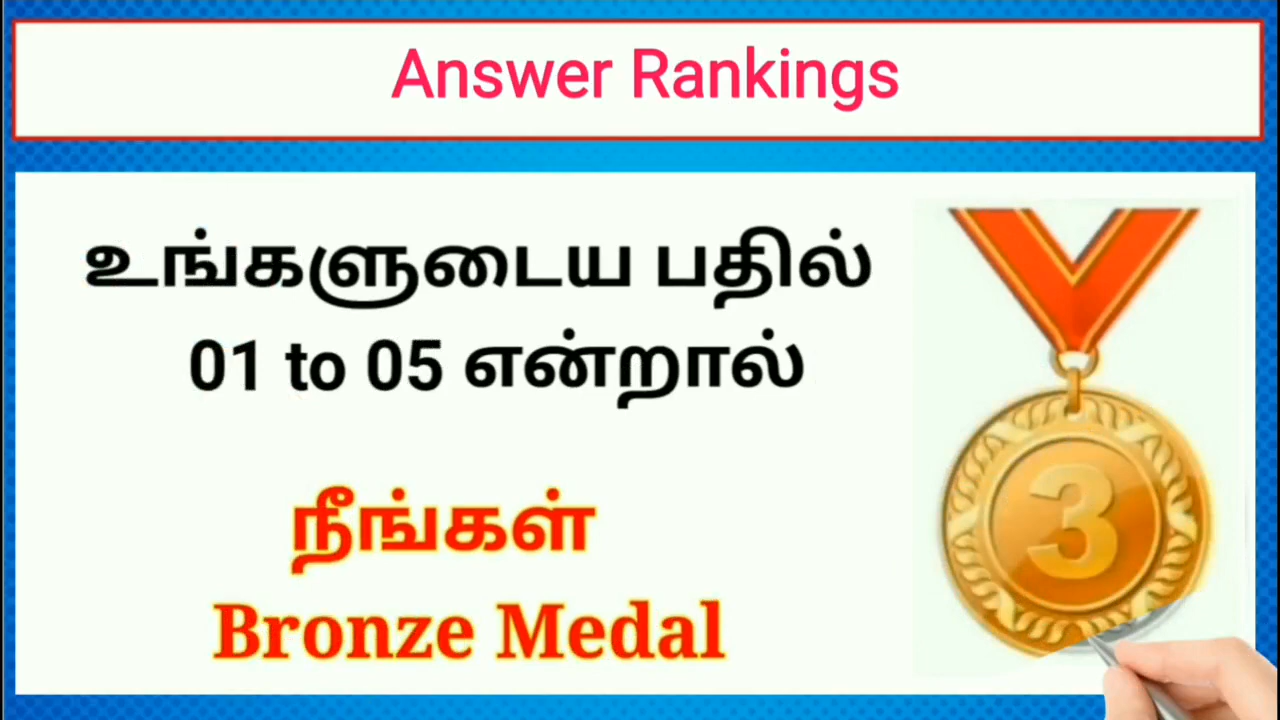 Answer Rankings
உங்களுடைய பதில்
01 to 05 என்றால்
நீங்கள்
Bronze Medal
3